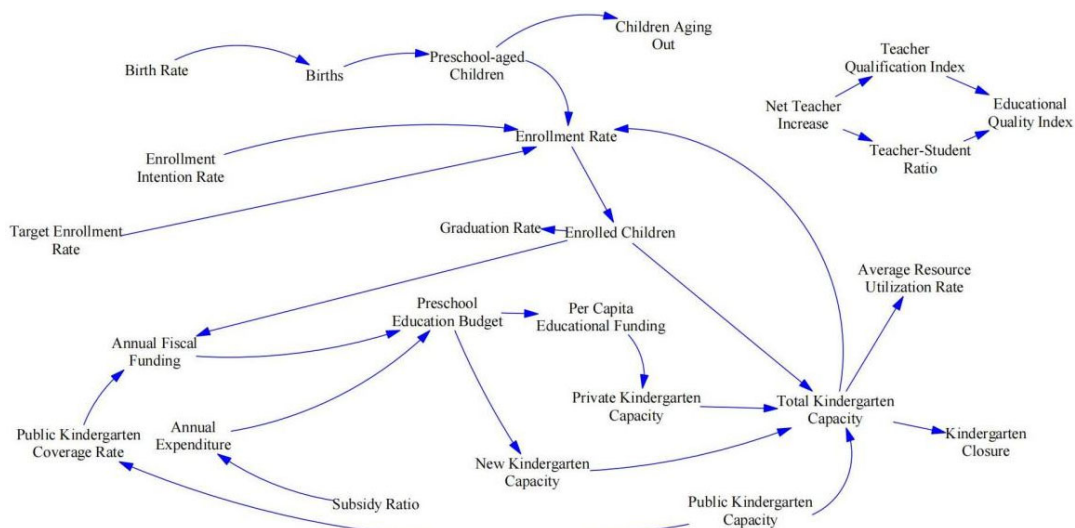 Children Aging
Out
Birth Rate
Births
Preschool-aged
Children
Teacher
Qualification Index
Net Teacher
Increase
Educational
Quality Index
Teacher-Student
Ratio
Enrollment Rate
Enrollment
Intention Rate
Target Enrollment
Rate
Graduation Rate
Enrolled Children
Average Resource
Utilization Rate
Preschool
Education Budget
Per Capita
Educational Funding
Annual Fiscal
Funding
Private Kindergarten
Capacity
Total Kindergarten
Capacity
Public Kindergarten
Coverage Rate
Annual
Expenditure
Kindergarten
Closure
New Kindergarten
Capacity
Subsidy Ratio
Public Kindergarten
Capacity